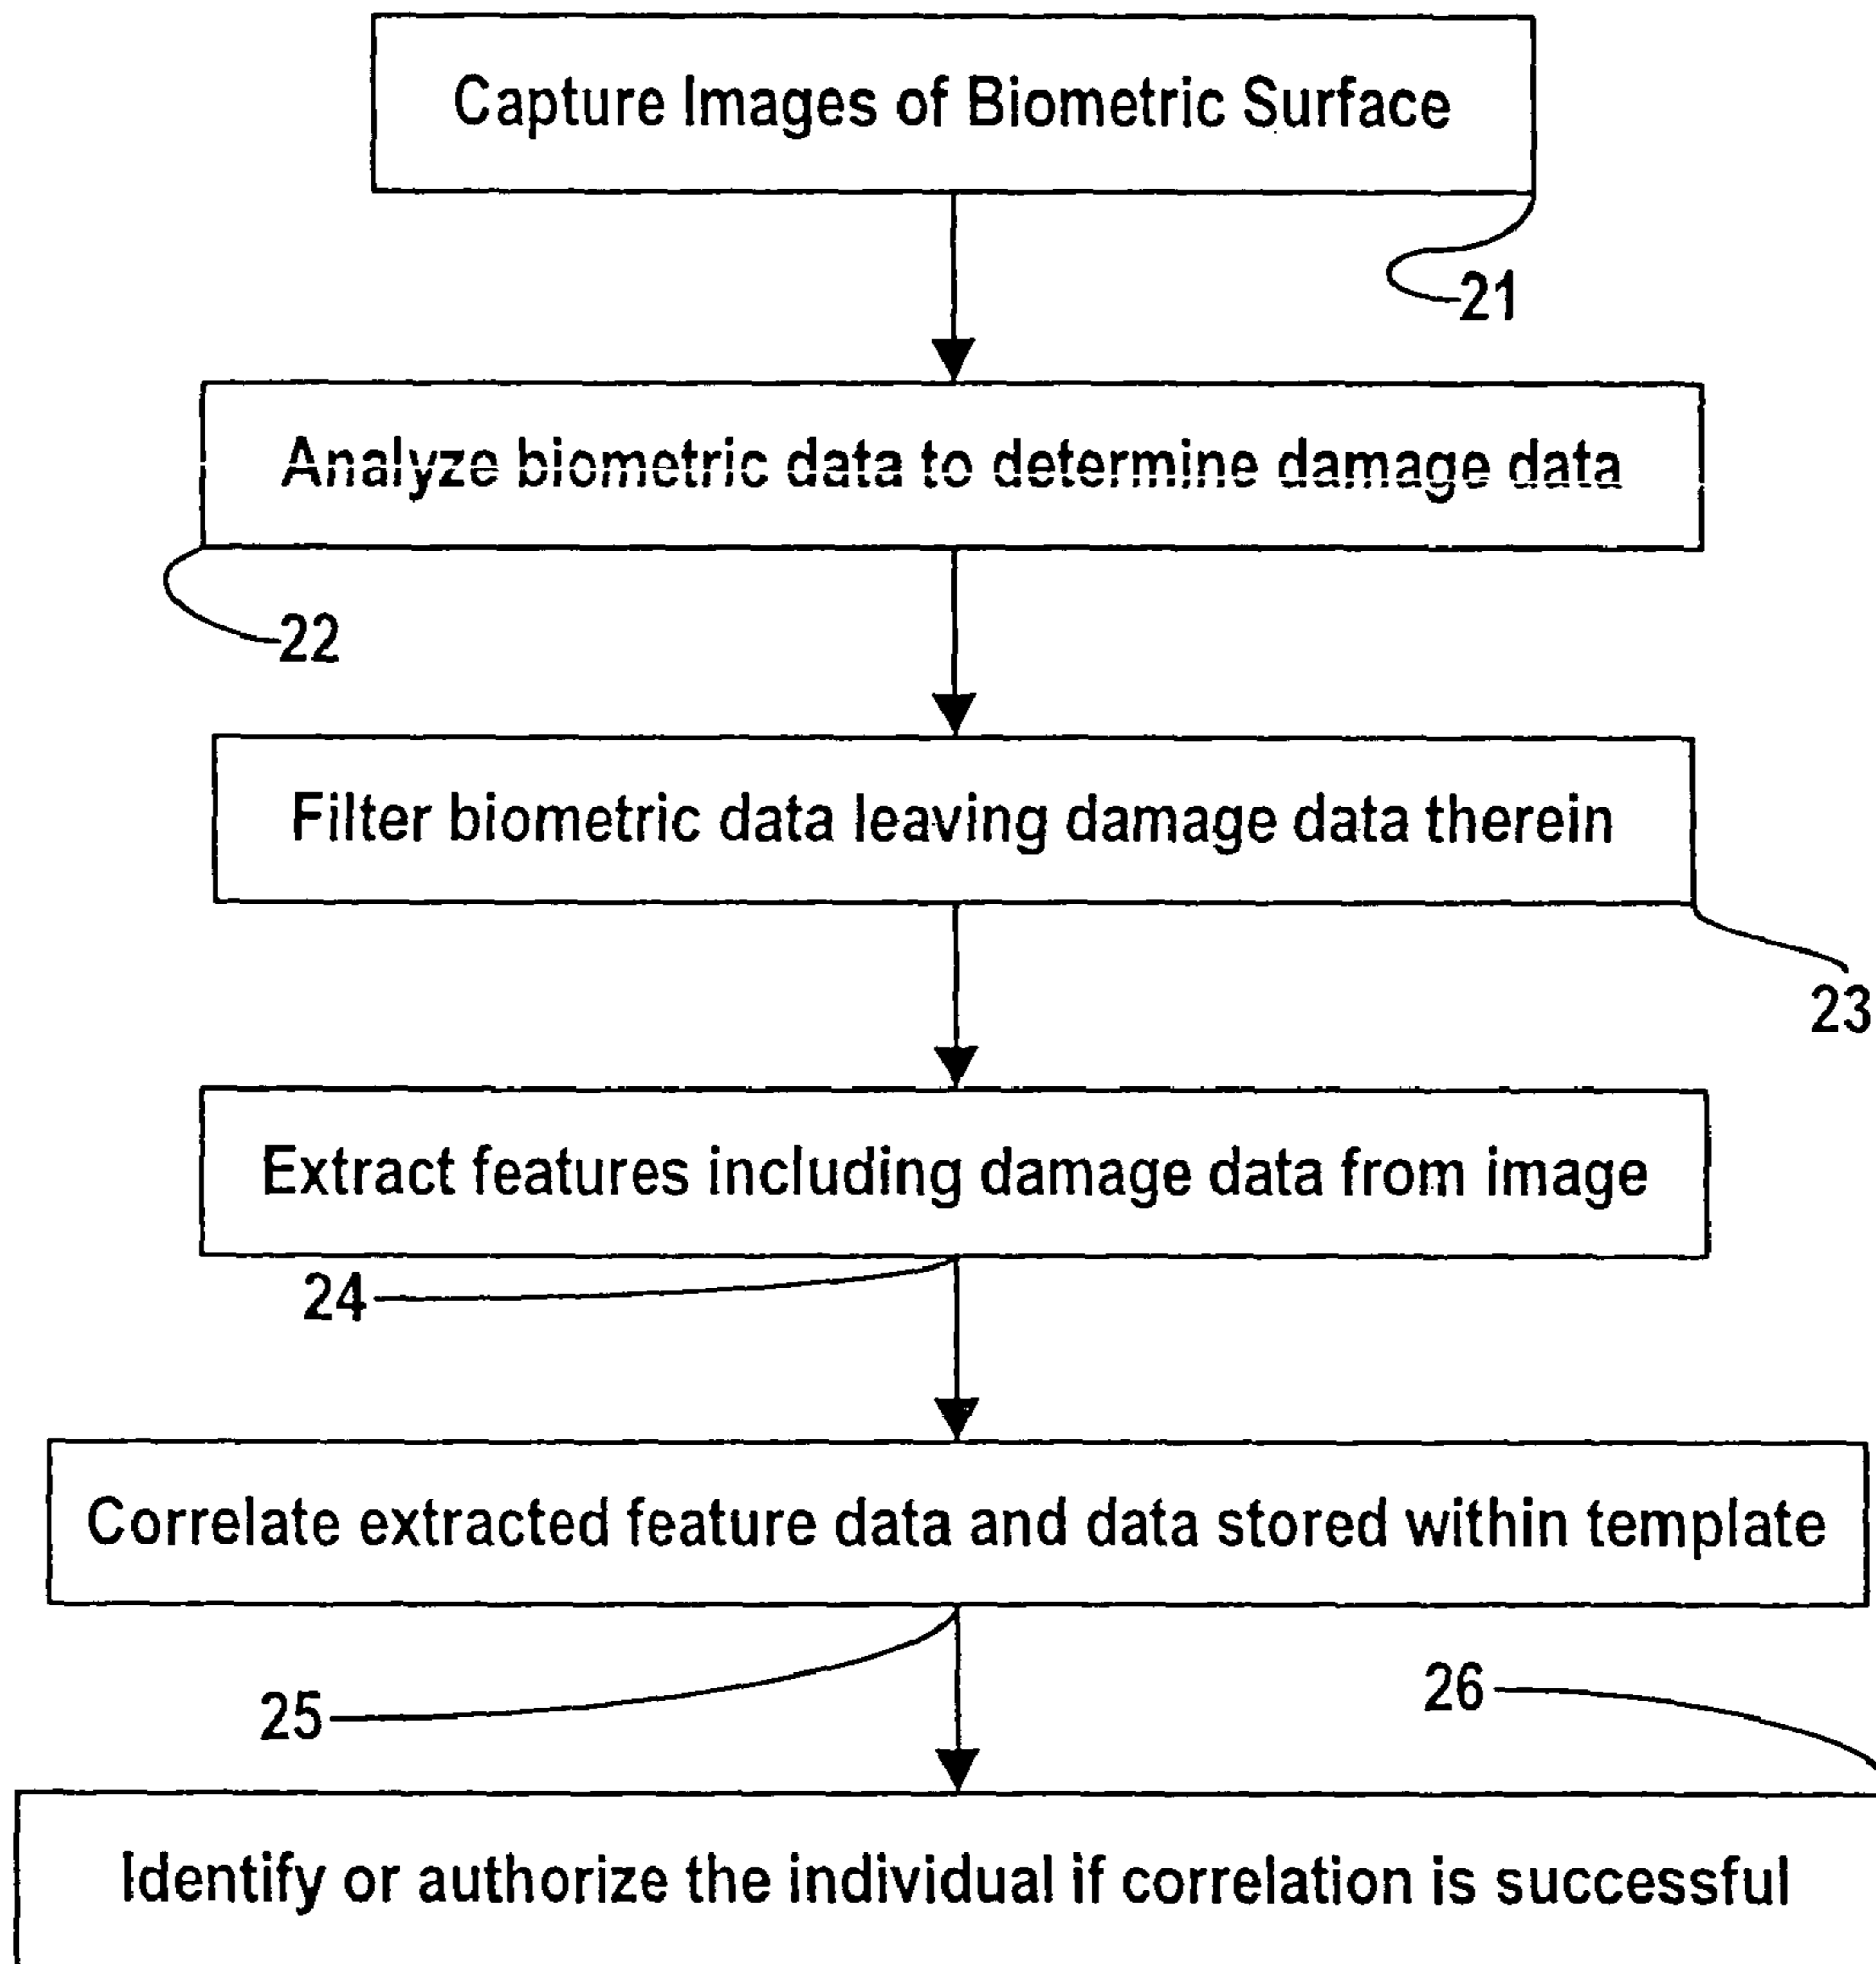 Capture Images of Biometric Surface
21
Analyze biometric data to determine damage data
22
Filter biometric data leaving damage data therein
23
Extract features including damage data from image
24
Correlate extracted feature data and data stored within template
25
26
Identify or authorize the individual if correlation is successful